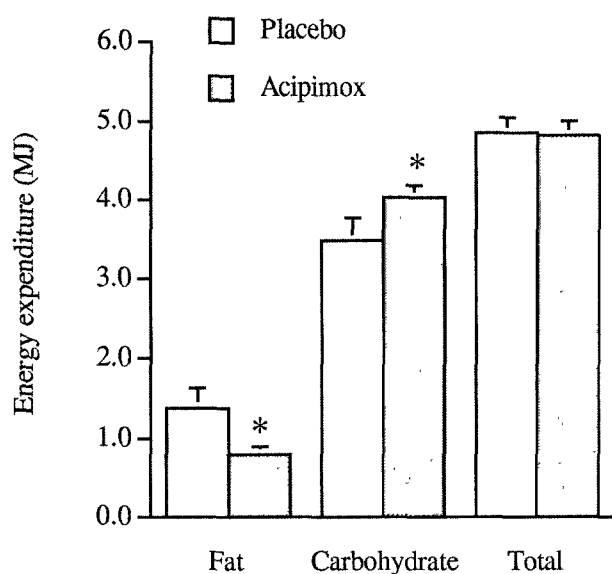 Placebo
Acipimox
Energy expenditure (MJ)
6.0
5.0
4.0
3.0
2.0
1.0
0.0
*
*
Fat Carbohydrate Total